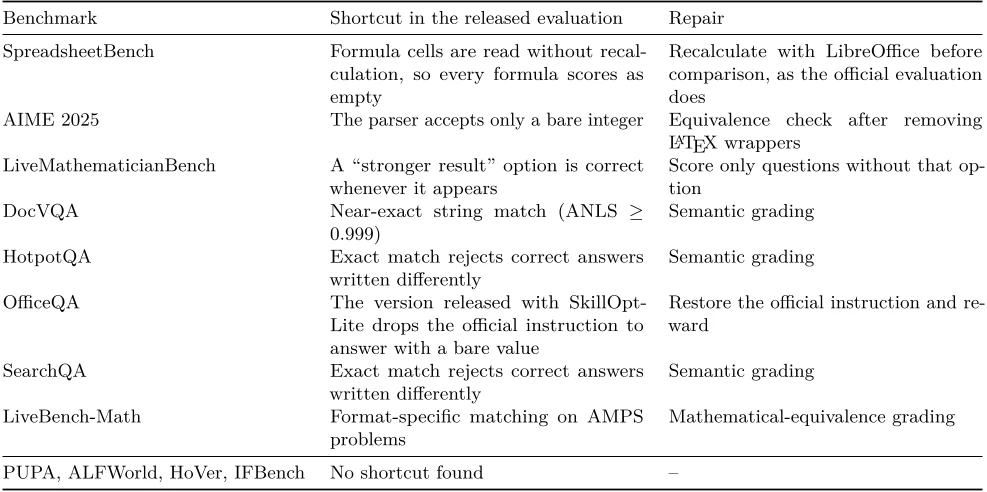 Benchmark Shortcut in the released evaluation Repair
SpreadsheetBench Formula cells are read without recal- Recalculate with LibreOffice before
culation, so every formula scores as comparison, as the official evaluation
empty does
AIME 2025 The parser accepts only a bare integer Equivalence check after removing
LATEX wrappers
LiveMathematicianBench A “stronger result” option is correct Score only questions without that op-
whenever it appears tion
DocVQA Near-exact string match (ANLS ≥ Semantic grading
0.999)
HotpotQA Exact match rejects correct answers Semantic grading
written differently
OfficeQA The version released with SkillOpt- Restore the official instruction and re-
Lite drops the official instruction to ward
answer with a bare value
SearchQA Exact match rejects correct answers Semantic grading
written differently
LiveBench-Math Format-specific matching on AMPS Mathematical-equivalence grading
problems
PUPA, ALFWorld, HoVer, IFBench No shortcut found –